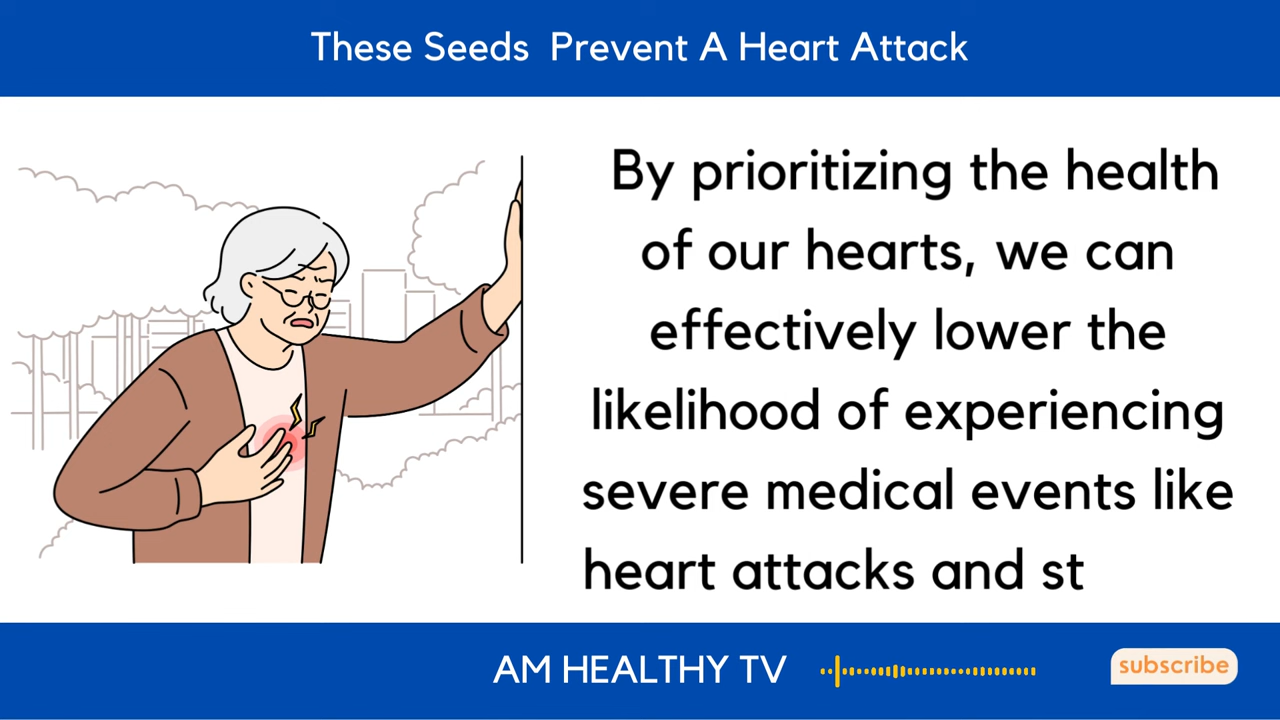 These Seeds Prevent A Heart Attack
By prioritizing the health
of our hearts, we can
effectively lower the
likelihood of experiencing
severe medical events like
heart attacks and st
AM HEALTHY TV
subscribe